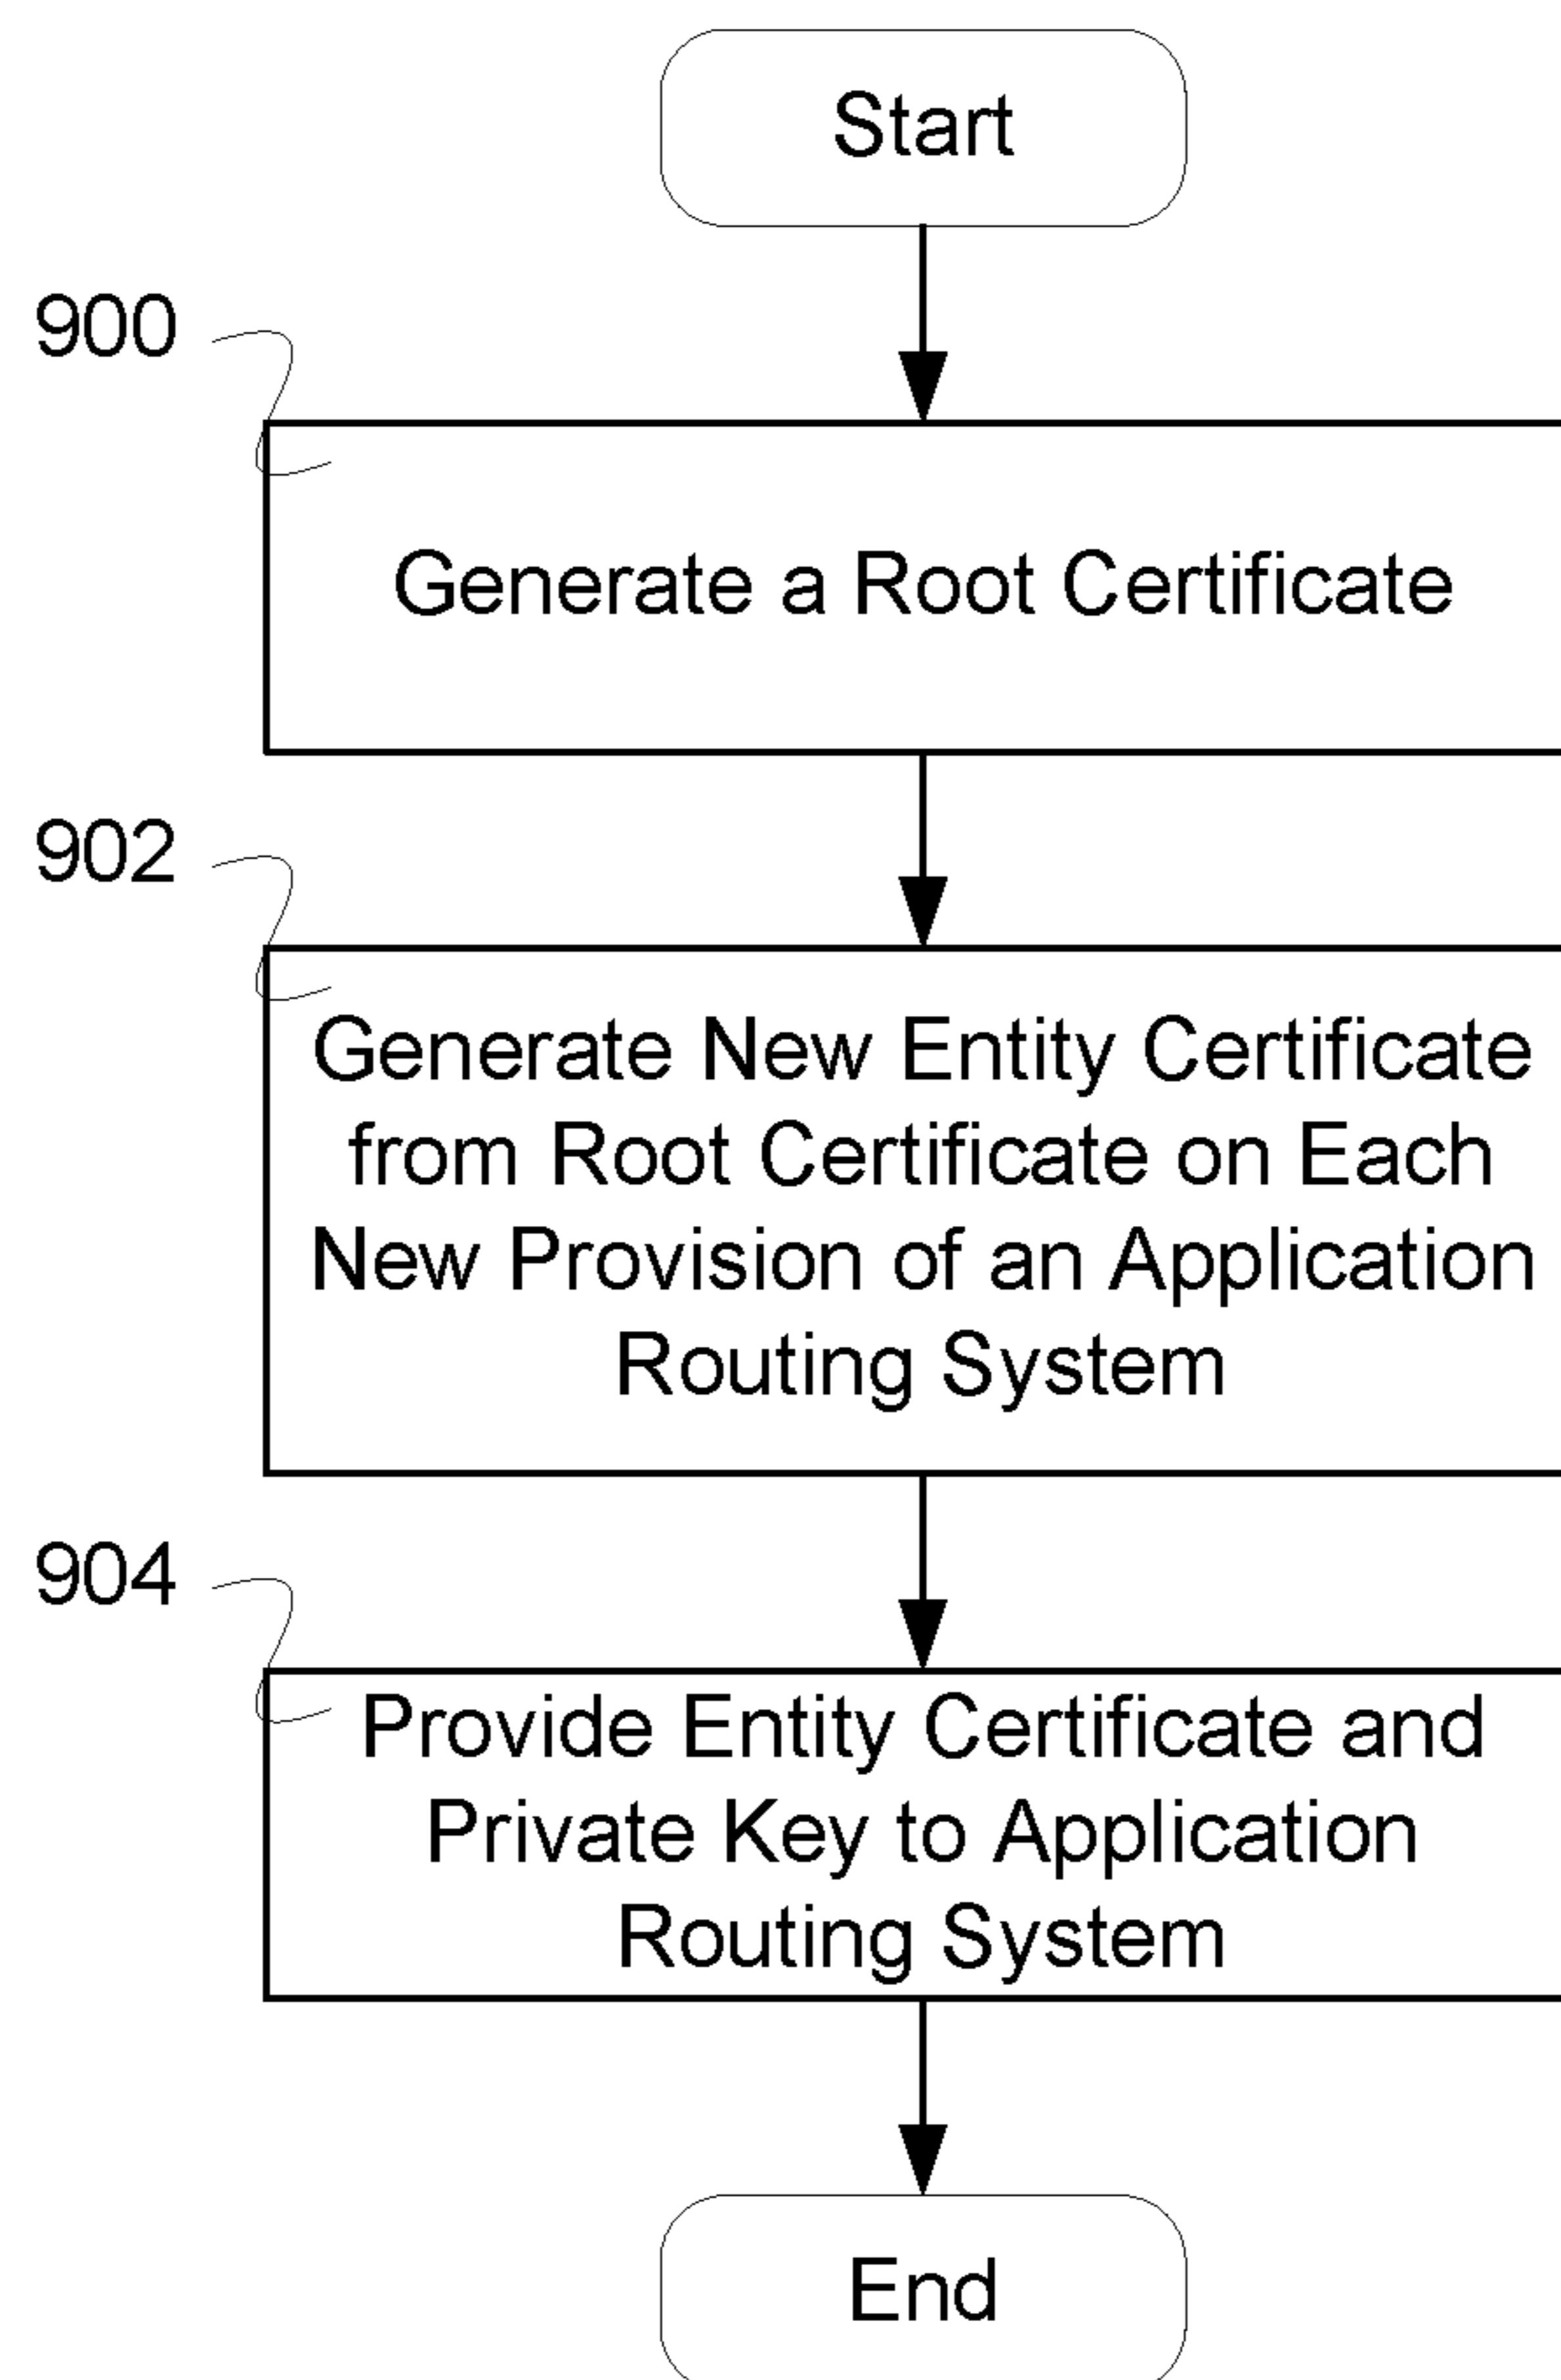 Start
900
Generate a Root Certificate
902
Generate New Entity Certificate
from Root Certificate on Each
New Provision of an Application
Routing System
904
Provide Entity Certificate and
Private Key to Application
Routing System
End